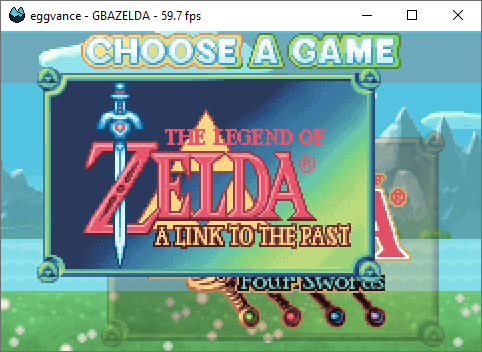 eggvance - GBAZELDA - 59.7 fps
CHOOSE A GAME
THE LEGEND OF
ZELDA®
A LINK TO THE PAST
®
Four Swords